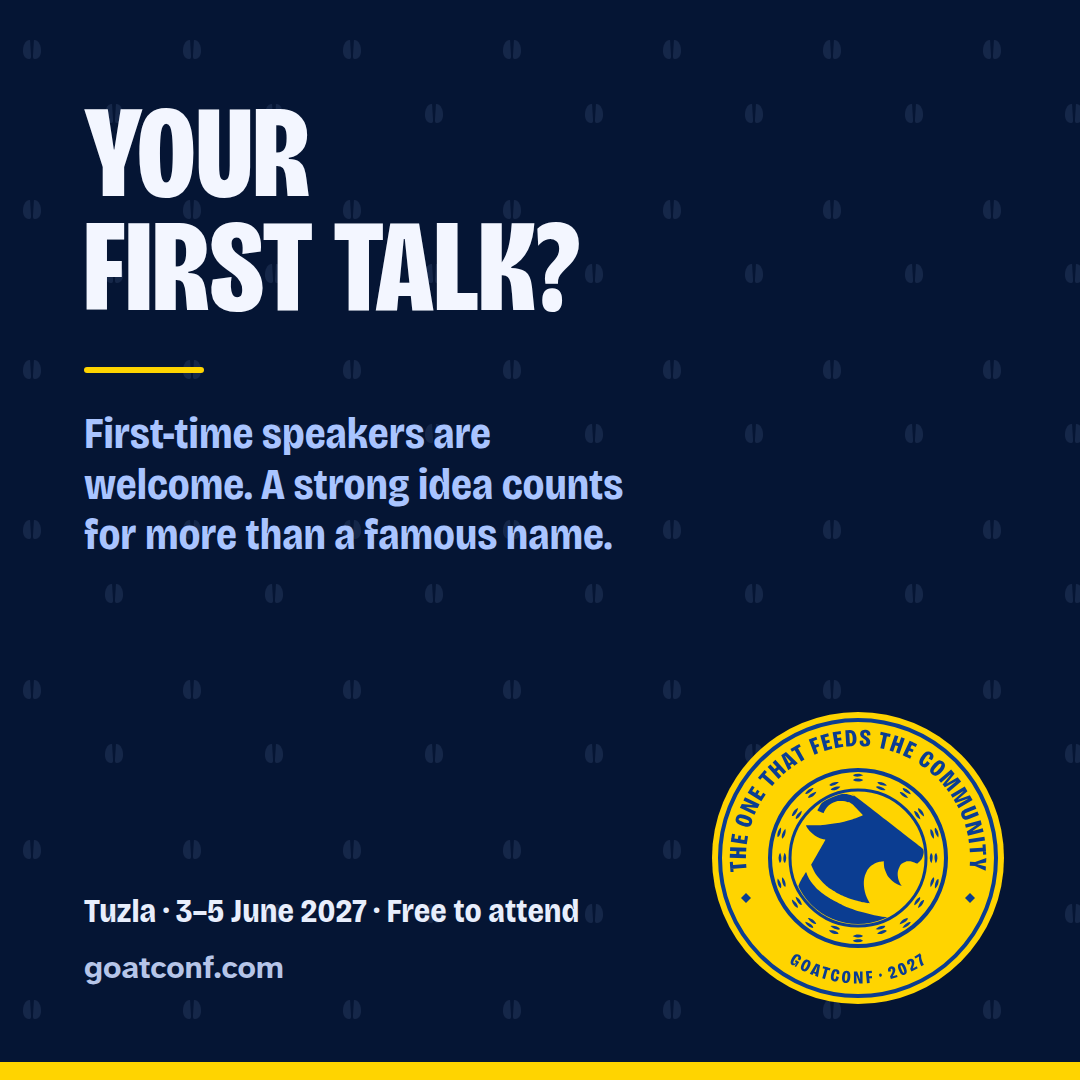 YOUR
FIRST TALK?
First-time speakers are
welcome. A strong idea counts
for more than a famous name.
Tuzla · 3–5 June 2027 · Free to attend
goatconf.com
THE ONE THAT FEEDS THE COMMUNITY
GOATCONF · 2027